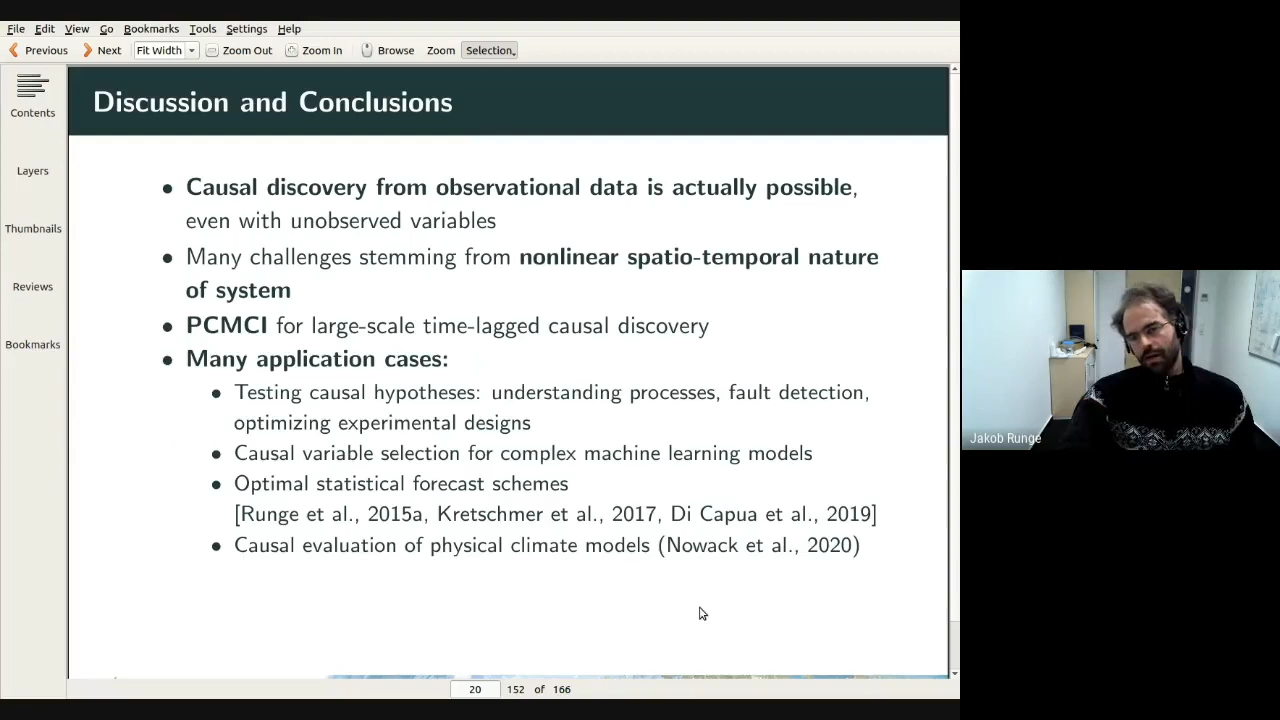 File Edit View Go Bookmarks Tools Settings Help
Previous Next Fit Width Zoom Out Zoom In Browse Zoom Selection
Contents
Layers
Thumbnails
Reviews
Bookmarks
Discussion and Conclusions
• Causal discovery from observational data is actually possible,
even with unobserved variables
• Many challenges stemming from nonlinear spatio-temporal nature
of system
• PCMCI for large-scale time-lagged causal discovery
• Many application cases:
• Testing causal hypotheses: understanding processes, fault detection,
optimizing experimental designs
• Causal variable selection for complex machine learning models
• Optimal statistical forecast schemes
[Runge et al., 2015a, Kretschmer et al., 2017, Di Capua et al., 2019]
• Causal evaluation of physical climate models (Nowack et al., 2020)
20 152 of 166
Jakob Runge